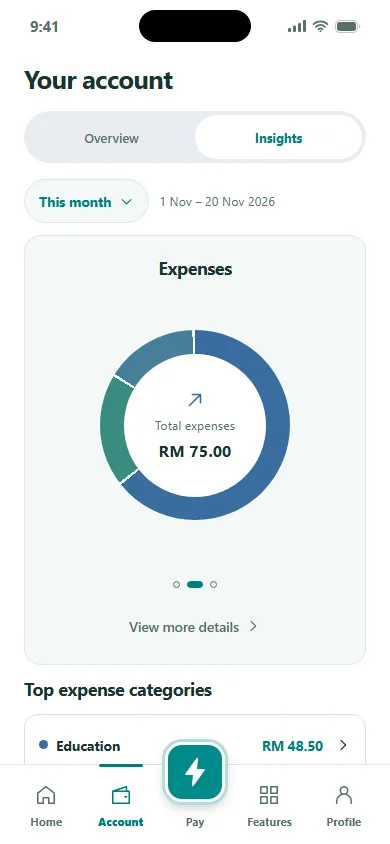 9:41
Your account
Overview
Insights
This month
1 Nov – 20 Nov 2026
Expenses
Total expenses
RM 75.00
View more details
Top expense categories
Education
RM 48.50
Home
Account
Pay
Features
Profile